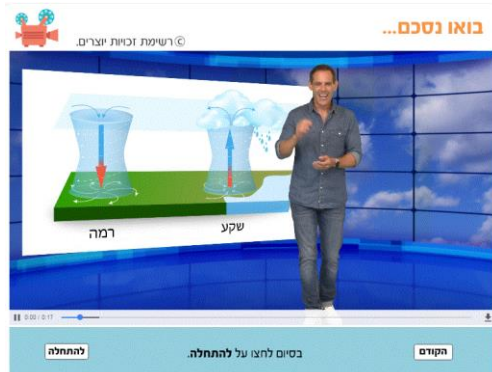 בואו נסכם...
© רשימת זכויות יוצרים.
רמה
שקע
0:00 / 0:17
הקודם
בסיום לחצו על להתחלה.
להתחלה